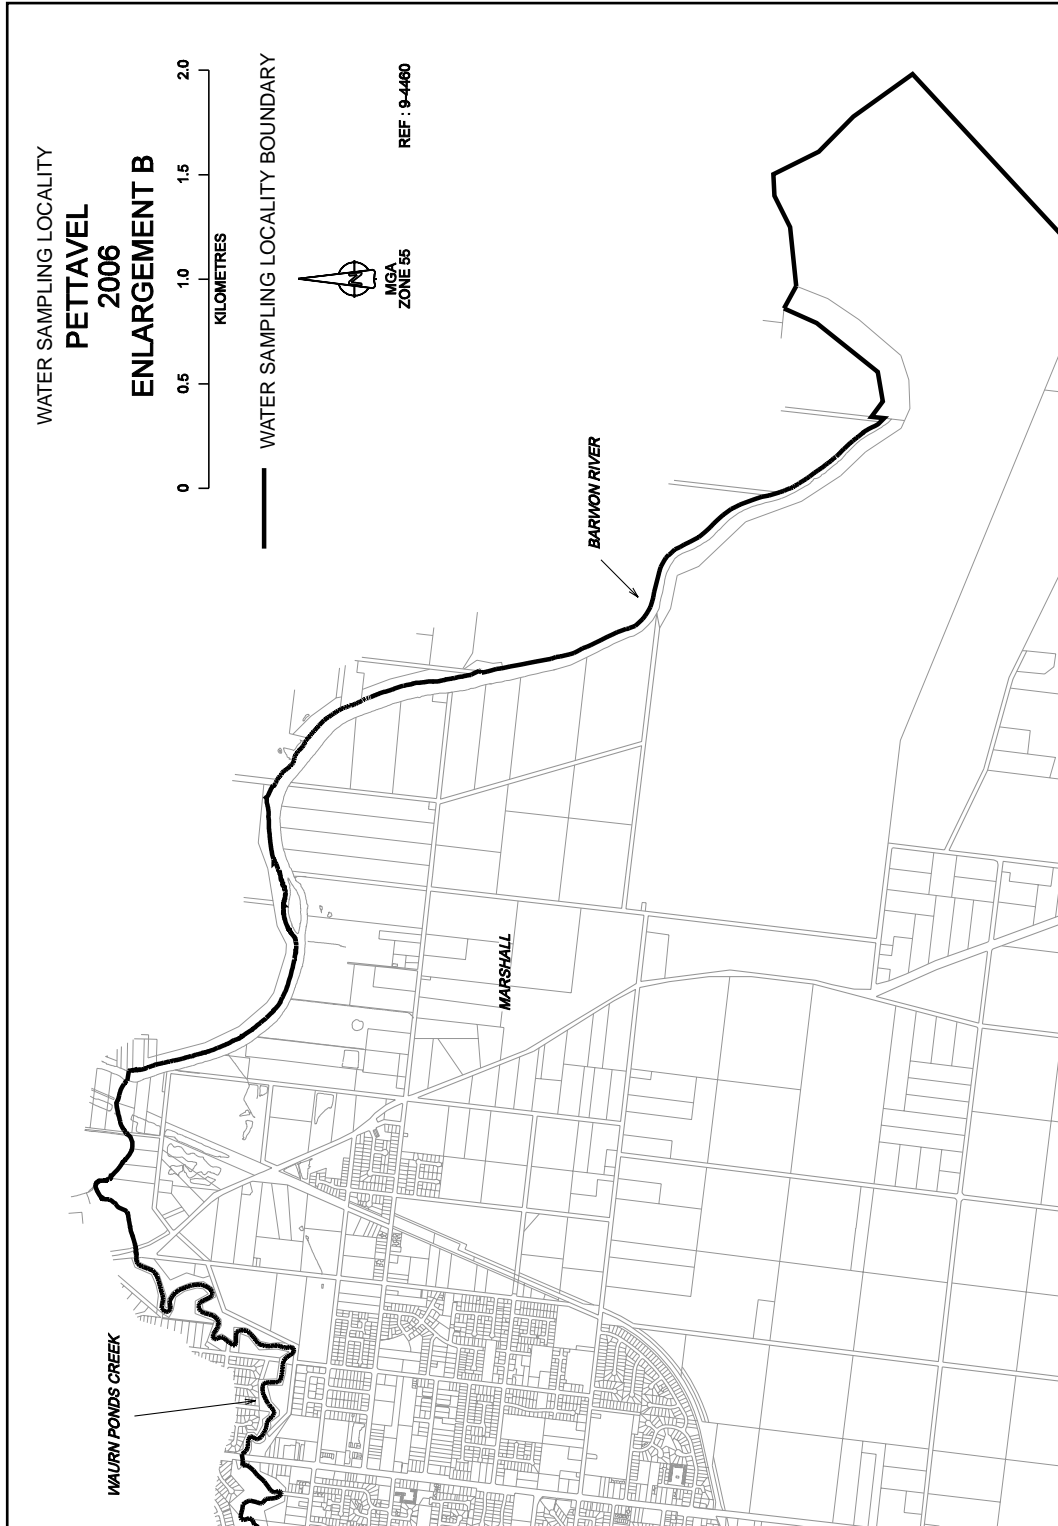 WATER SAMPLING LOCALITY
PETTAVEL
2006
ENLARGEMENT B
0 0.5 1.0 1.5 2.0
KILOMETRES
WATER SAMPLING LOCALITY BOUNDARY
N
MGA
ZONE 55
REF : 9-4460
BARWON RIVER
MARSHALL
WAURN PONDS CREEK